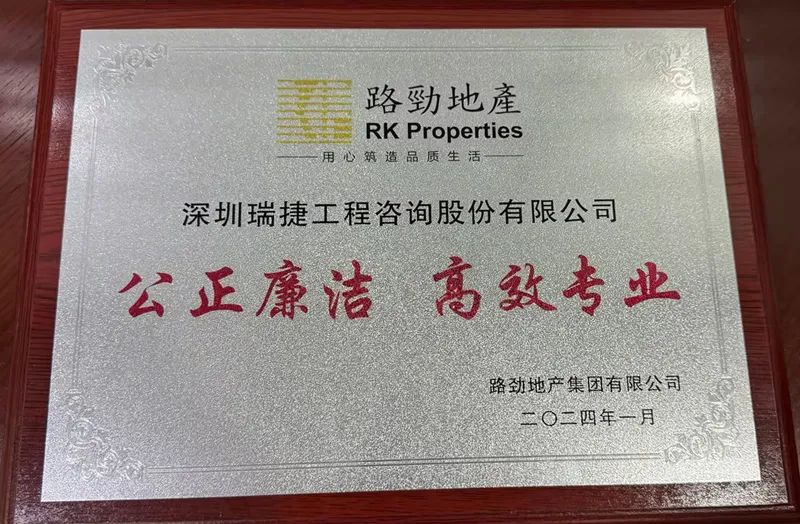 路勁地產
RK Properties
用心筑造品质生活
深圳瑞捷工程咨询股份有限公司
公正廉洁 高效专业
路劲地产集团有限公司
二〇二四年一月